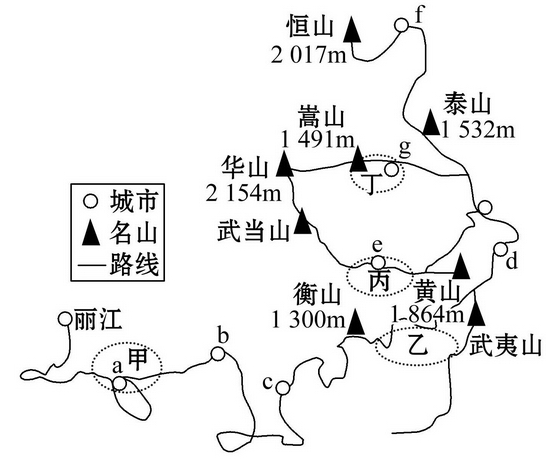 恒山
2 017m
f
泰山
1 532m
嵩山
1 491m
g
丁
华山
2 154m
武当山
e
丙
d
黄山
1 864m
衡山
1 300m
乙
武夷山
城市
名山
路线
丽江
甲
a
b
c